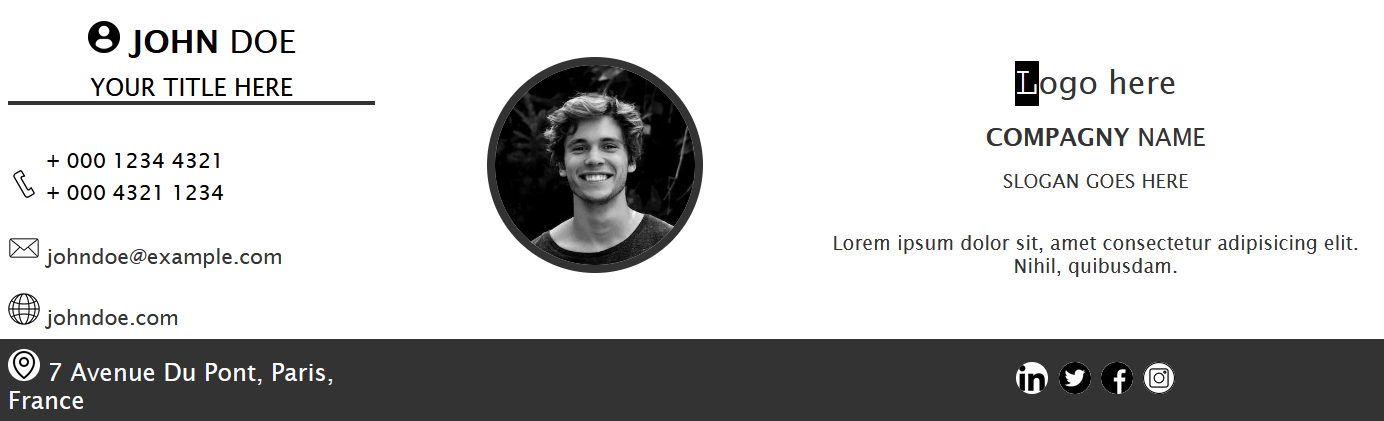 JOHN DOE
YOUR TITLE HERE
+ 000 1234 4321
+ 000 4321 1234
johndoe@example.com
johndoe.com
7 Avenue Du Pont, Paris,
France
Logo here
COMPAGNY NAME
SLOGAN GOES HERE
Lorem ipsum dolor sit, amet consectetur adipisicing elit.
Nihil, quibusdam.
in